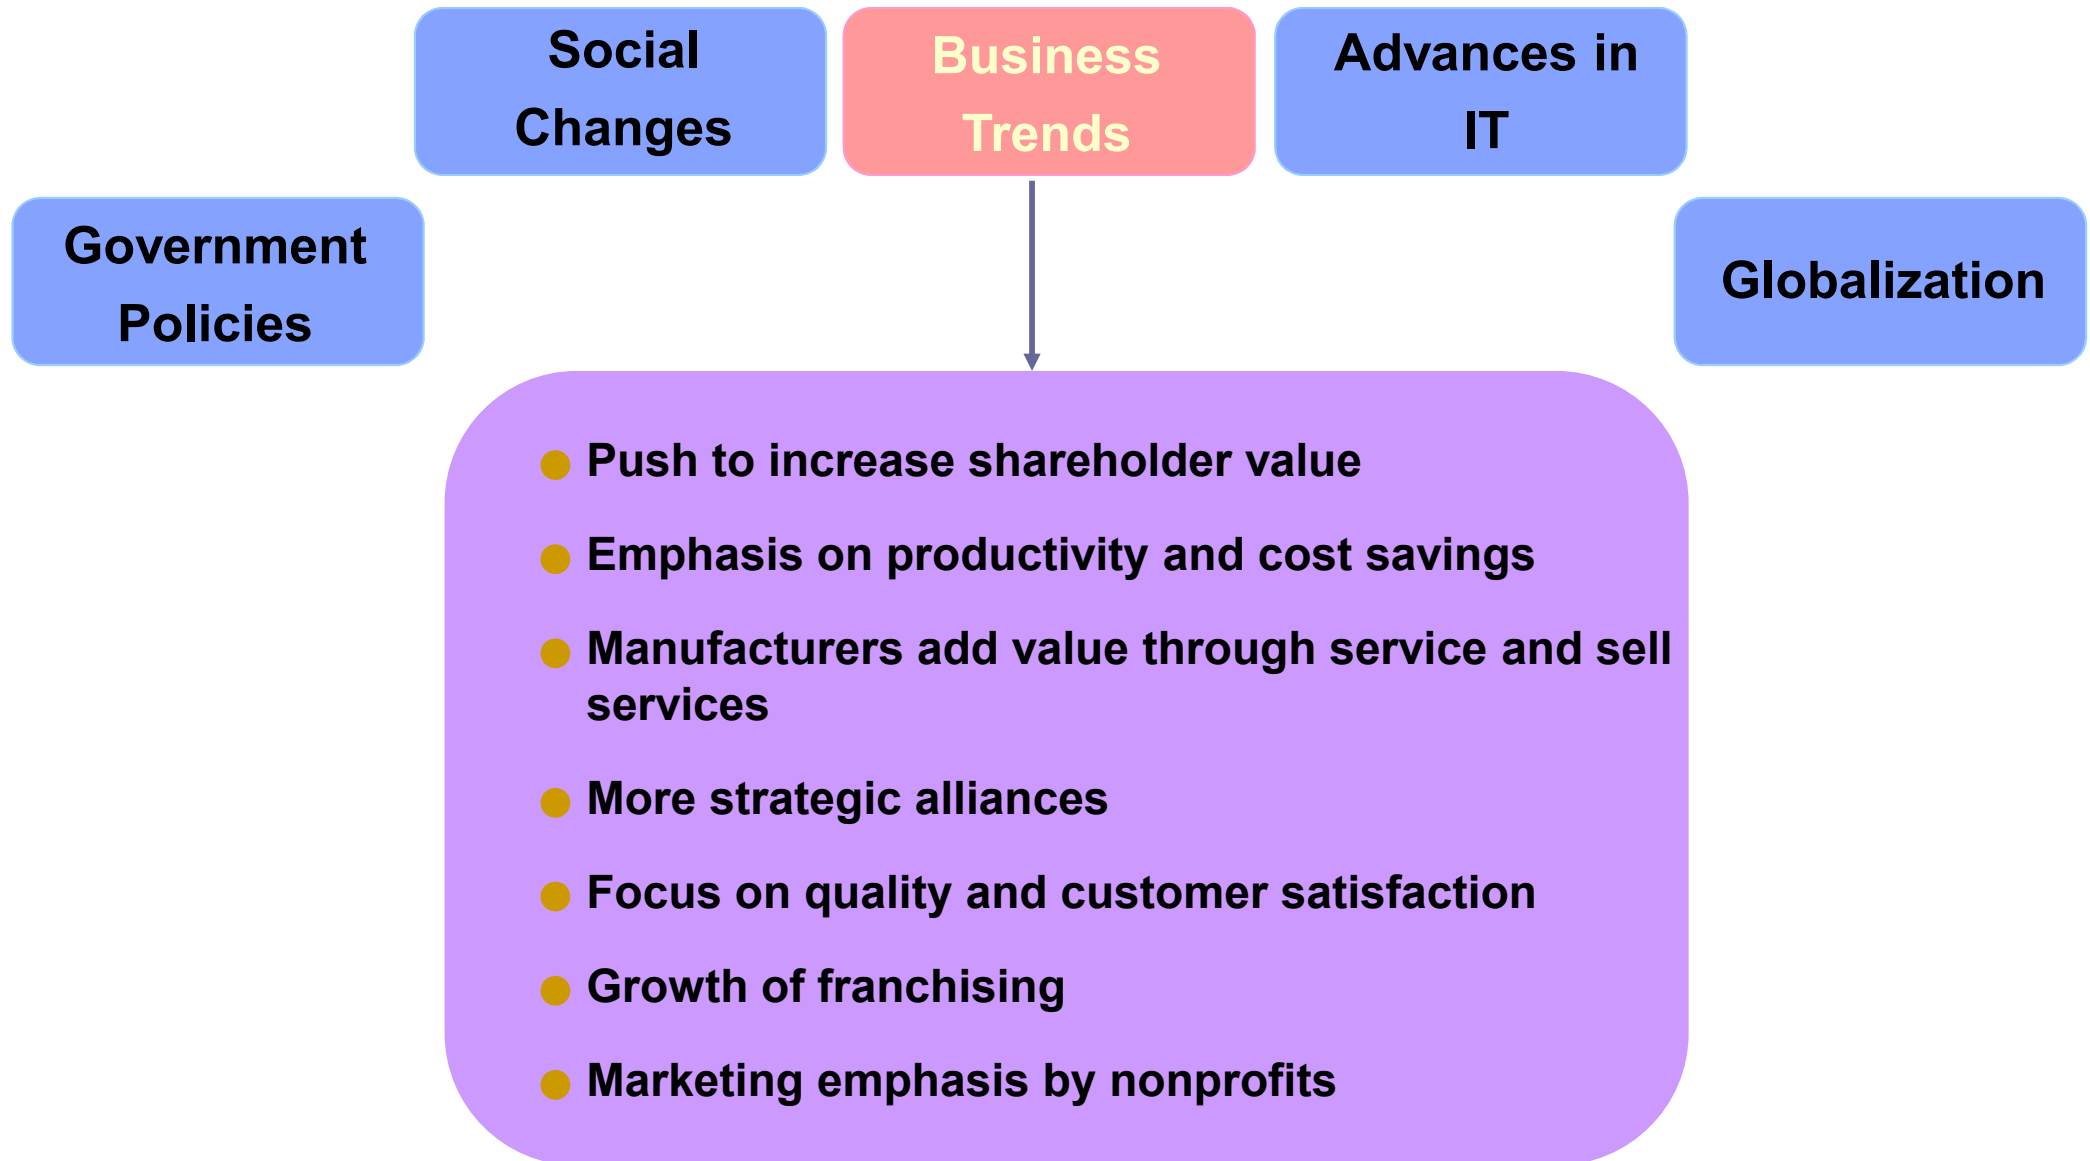 Social
Changes
Business
Trends
Advances in
IT
Government
Policies
Globalization
Push to increase shareholder value
Emphasis on productivity and cost savings
Manufacturers add value through service and sell
services
More strategic alliances
Focus on quality and customer satisfaction
Growth of franchising
Marketing emphasis by nonprofits